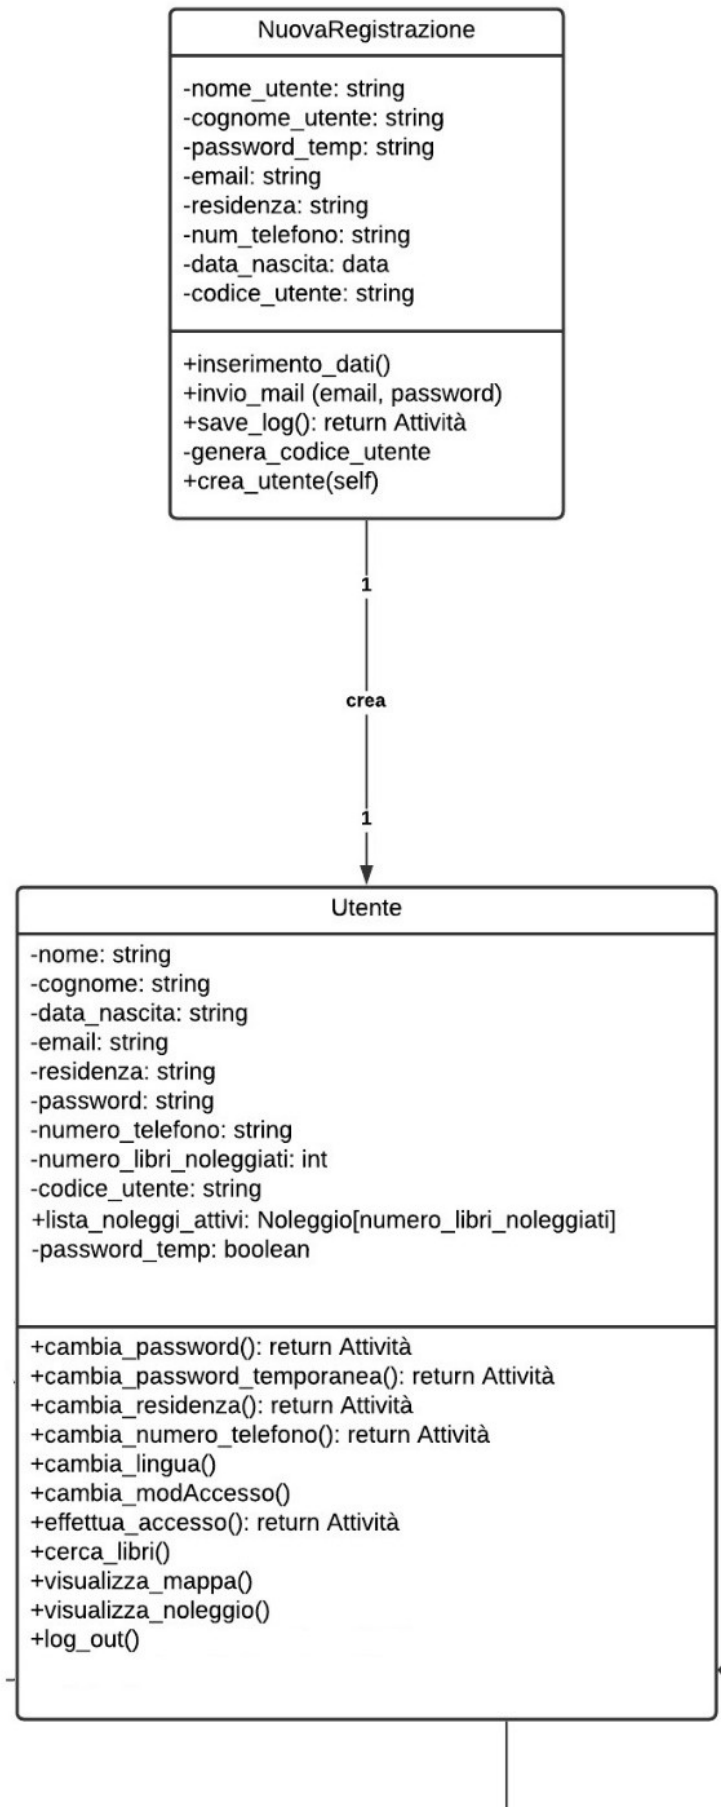 NuovaRegistrazione
-nome_utente: string
-cognome_utente: string
-password_temp: string
-email: string
-residenza: string
-num_telefono: string
-data_nascita: data
-codice_utente: string
+inserimento_dati()
+invio_mail (email, password)
+save_log(): return Attività
-genera_codice_utente
+crea_utente(self)
1
crea
1
Utente
-nome: string
-cognome: string
-data_nascita: string
-email: string
-residenza: string
-password: string
-numero_telefono: string
-numero_libri_noleggiati: int
-codice_utente: string
+lista_noleggi_attivi: Noleggio[numero_libri_noleggiati]
-password_temp: boolean
+cambia_password(): return Attività
+cambia_password_temporanea(): return Attività
+cambia_residenza(): return Attività
+cambia_numero_telefono(): return Attività
+cambia_lingua()
+cambia_modAccesso()
+effettua_accesso(): return Attività
+cerca_libri()
+visualizza_mappa()
+visualizza_noleggio()
+log_out()